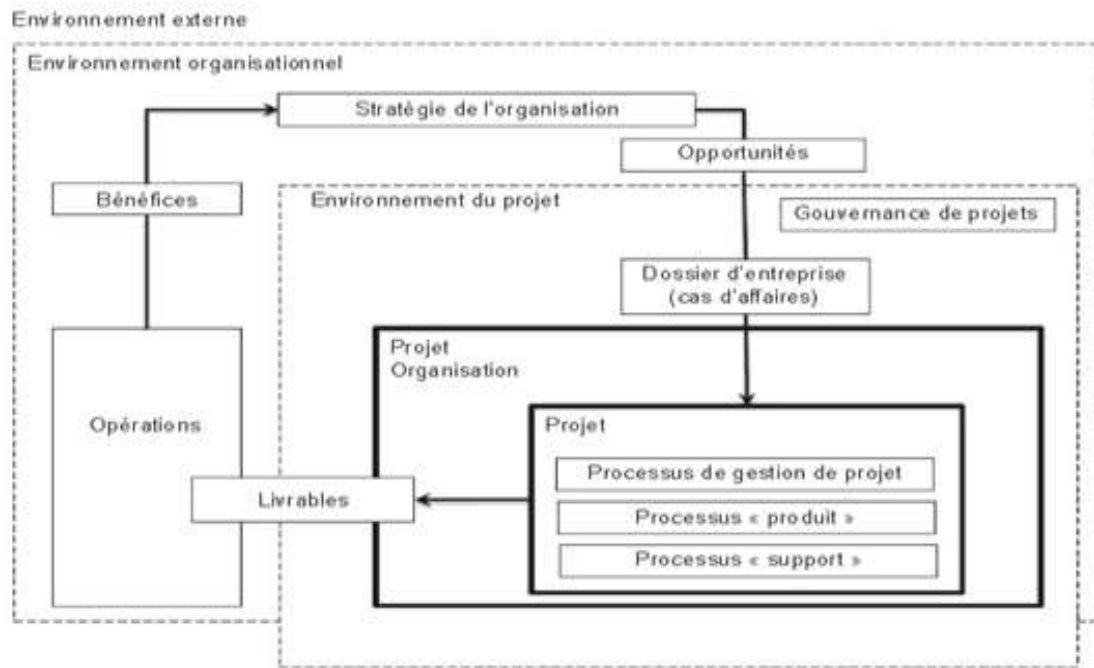 Environnement externe
Environnement organisationnel
Stratégie de l'organisation
Opportunités
Bénéfices
Environnement du projet
Gouvernance de projets
Dossier d'entreprise
(cas d'affaires)
Projet
Organisation
Opérations
Projet
Processus de gestion de projet
Livrables
Processus « produit »
Processus « support »